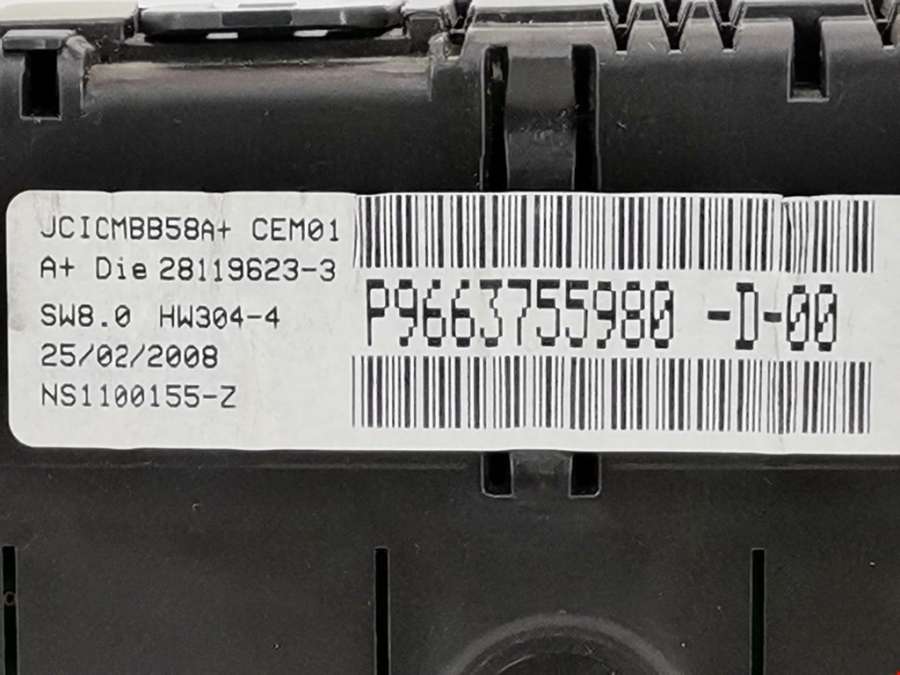 JCICMBB58A+ CEM01
A+ Die 28119623-3
SW8.0 HW304-4
25/02/2008
NS1100155-Z
P9663755980 -D-00